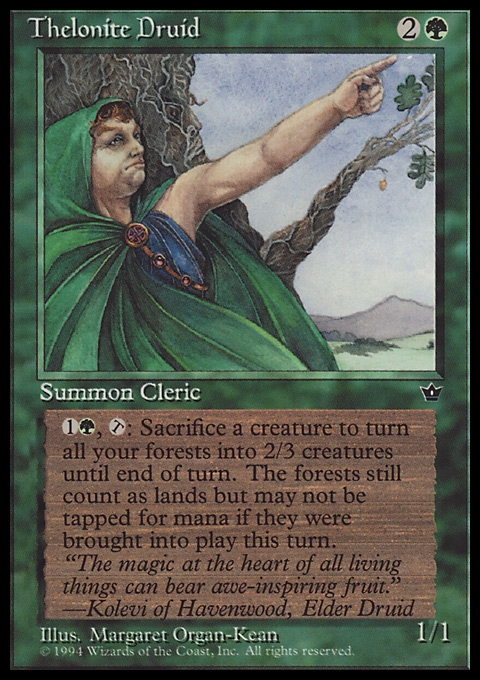 Thelonite Druid 2
Summon Cleric
1, T: Sacrifice a creature to turn
all your forests into 2/3 creatures
until end of turn. The forests still
count as lands but may not be
tapped for mana if they were
brought into play this turn.
“The magic at the heart of all living
things can bear awe-inspiring fruit.”
—Kolevi of Havenwood, Elder Druid
Illus. Margaret Organ-Kean 1/1
© 1994 Wizards of the Coast, Inc. All rights reserved.